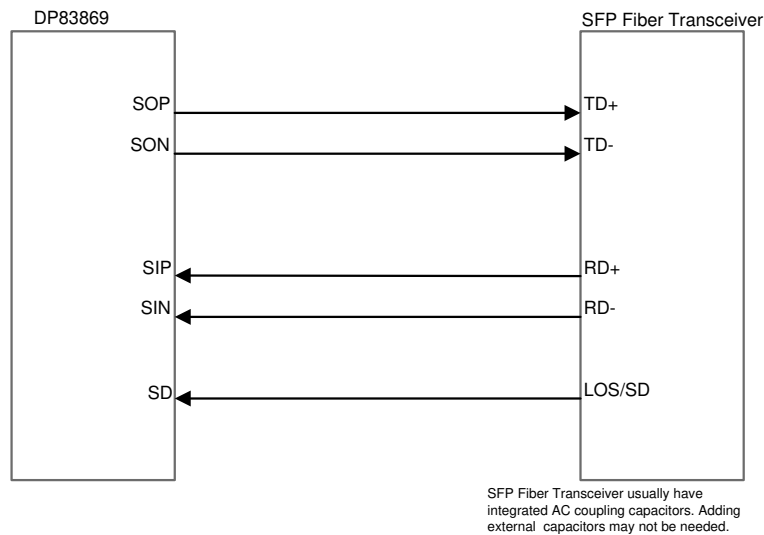 DP83869
SFP Fiber Transceiver
SOP
TD+
SON
TD-
SIP
RD+
SIN
RD-
SD
LOS/SD
SFP Fiber Transceiver usually have
integrated AC coupling capacitors. Adding
external capacitors may not be needed.